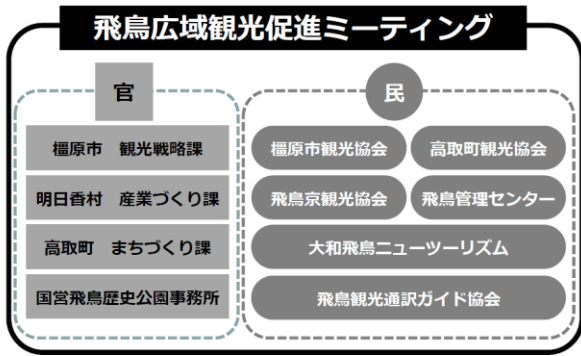 飛鳥広域観光促進ミーティング
官
橿原市　観光戦略課
明日香村　産業づくり課
高取町　まちづくり課
国営飛鳥歴史公園事務所
民
橿原市観光協会
高取町観光協会
飛鳥京観光協会
飛鳥管理センター
大和飛鳥ニューツーリズム
飛鳥観光通訳ガイド協会